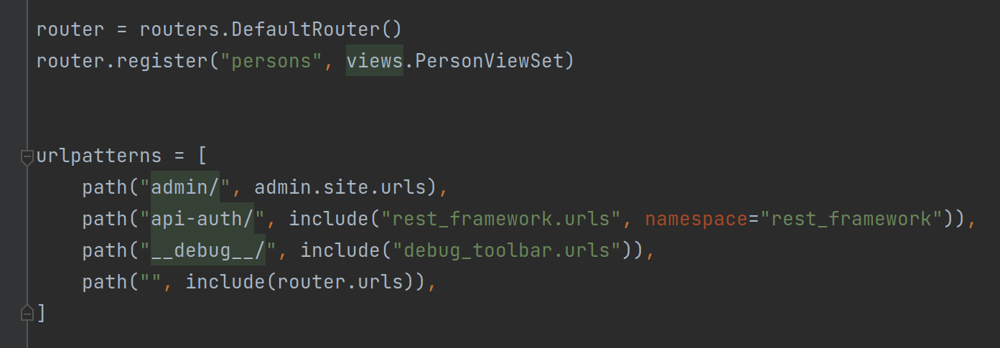 router = routers.DefaultRouter()
router.register("persons", views.PersonViewSet)
urlpatterns = [
    path("admin/", admin.site.urls),
    path("api-auth/", include("rest_framework.urls", namespace="rest_framework")),
    path("__debug__/", include("debug_toolbar.urls")),
    path("", include(router.urls)),
]